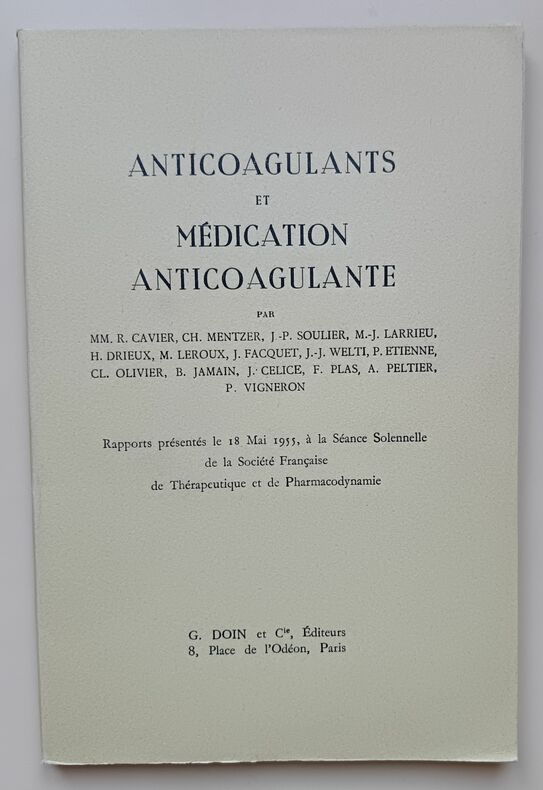 ANTICOAGULANTS
ET
MÉDICATION
ANTICOAGULANTE
PAR
MM. R. CAVIER, CH. MENTZER, J.-P. SOULIER, M.-J. LARRIEU,
H. DRIEUX, M. LEROUX, J. FACQUET, J.-J. WELTI, P. ETIENNE,
CL. OLIVIER, B. JAMAIN, J. CELICE, F. PLAS, A. PELTIER,
P. VIGNERON
Rapports présentés le 18 Mai 1955, à la Séance Solennelle
de la Société Française
de Thérapeutique et de Pharmacodynamie
G. DOIN et Cie, Éditeurs
8, Place de l'Odéon, Paris